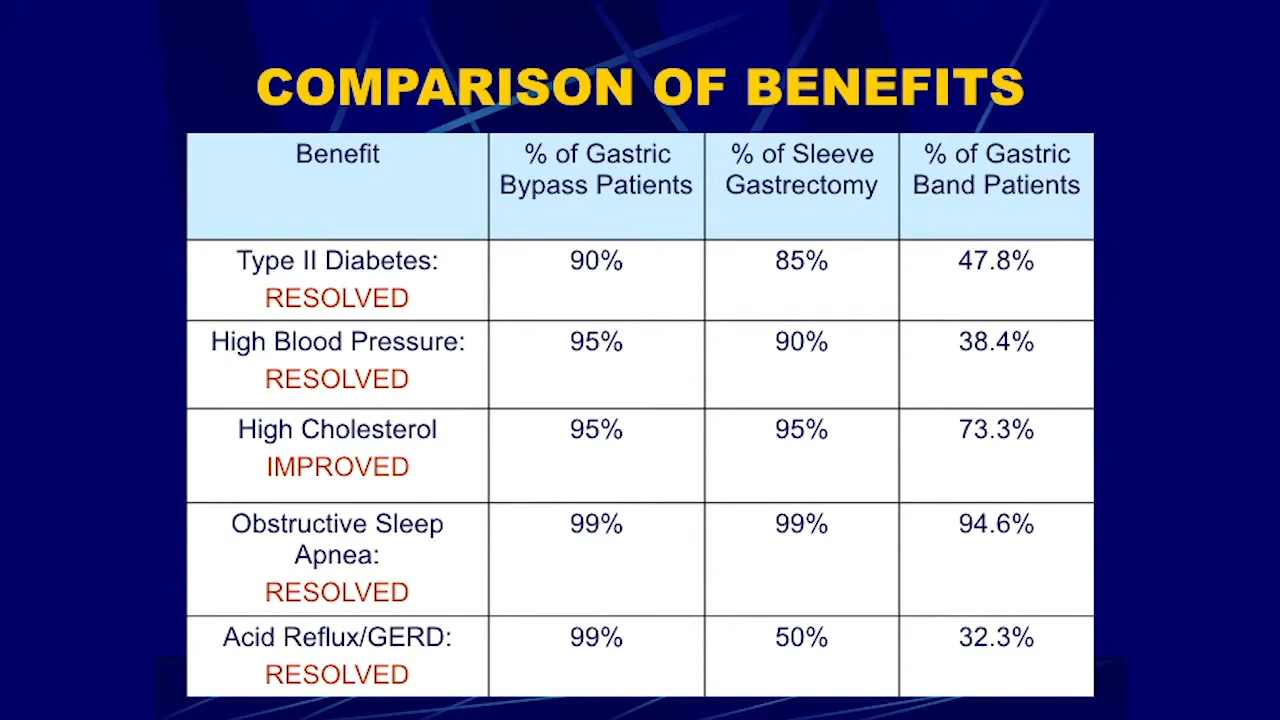 COMPARISON OF BENEFITS
Benefit
% of Gastric
Bypass Patients
% of Sleeve
Gastrectomy
% of Gastric
Band Patients
Type II Diabetes:
RESOLVED
90%
85%
47.8%
High Blood Pressure:
RESOLVED
95%
90%
38.4%
High Cholesterol
IMPROVED
95%
95%
73.3%
Obstructive Sleep
Apnea:
RESOLVED
99%
99%
94.6%
Acid Reflux/GERD:
RESOLVED
99%
50%
32.3%